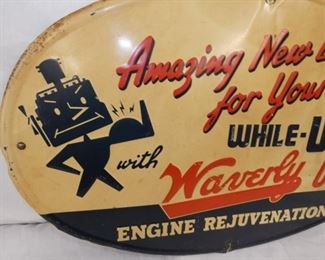 Amazing New
for Your
WHILE-U
with
Waverly
ENGINE REJUVENATION